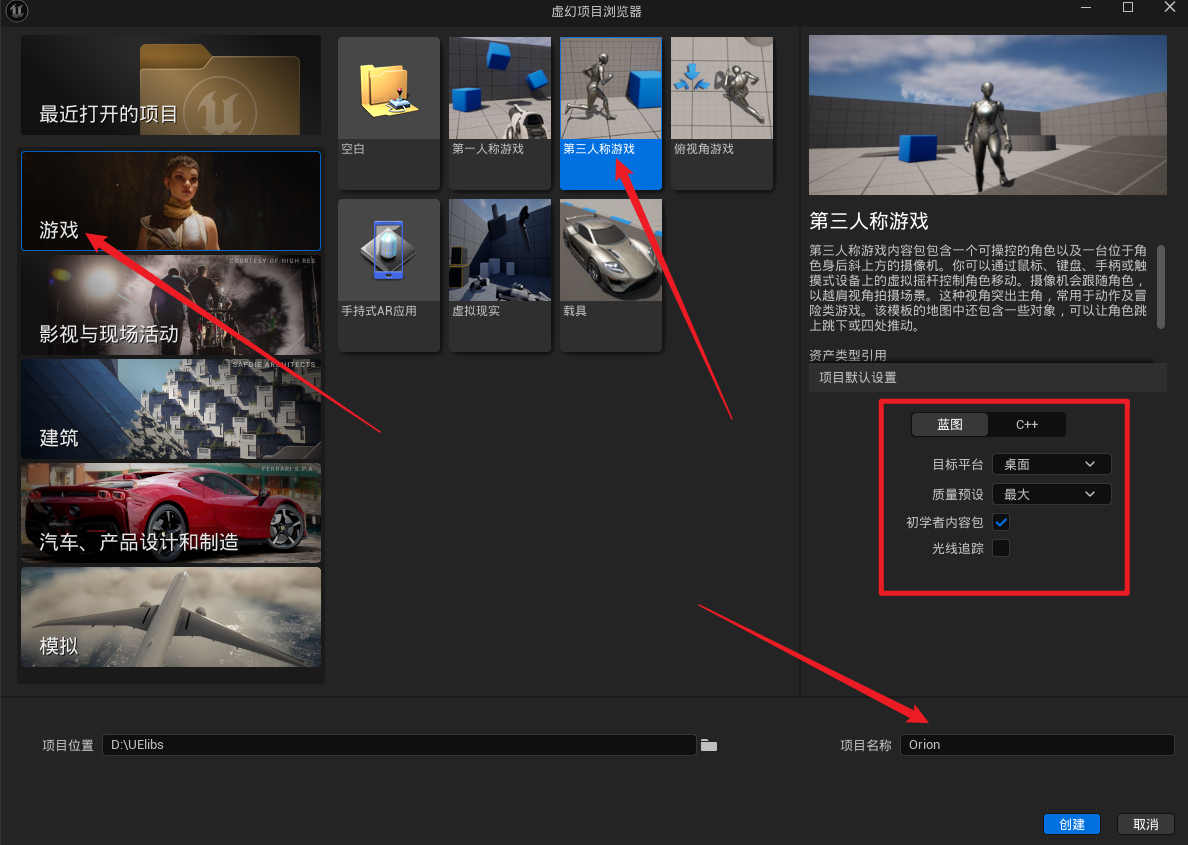 虚幻项目浏览器
最近打开的项目
游戏
COURTESY OF HIGH RES
影视与现场活动
SAFDIE ARCHITECTS
建筑
FERRARI S.P.A
汽车、产品设计和制造
模拟
空白
第一人称游戏
第三人称游戏
俯视角游戏
手持式AR应用
虚拟现实
载具
第三人称游戏
第三人称游戏内容包包含一个可操控的角色以及一台位于角
色身后斜上方的摄像机。你可以通过鼠标、键盘、手柄或触
摸式设备上的虚拟摇杆控制角色移动。摄像机会跟随角色，
以越肩视角拍摄场景。这种视角突出主角，常用于动作及冒
险类游戏。该模板的地图中还包含一些对象，可以让角色跳
上跳下或四处推动。
资产类型引用
项目默认设置
蓝图
C++
目标平台
桌面
质量预设
最大
初学者内容包
光线追踪
项目位置
D:\UElibs
项目名称
Orion
创建
取消